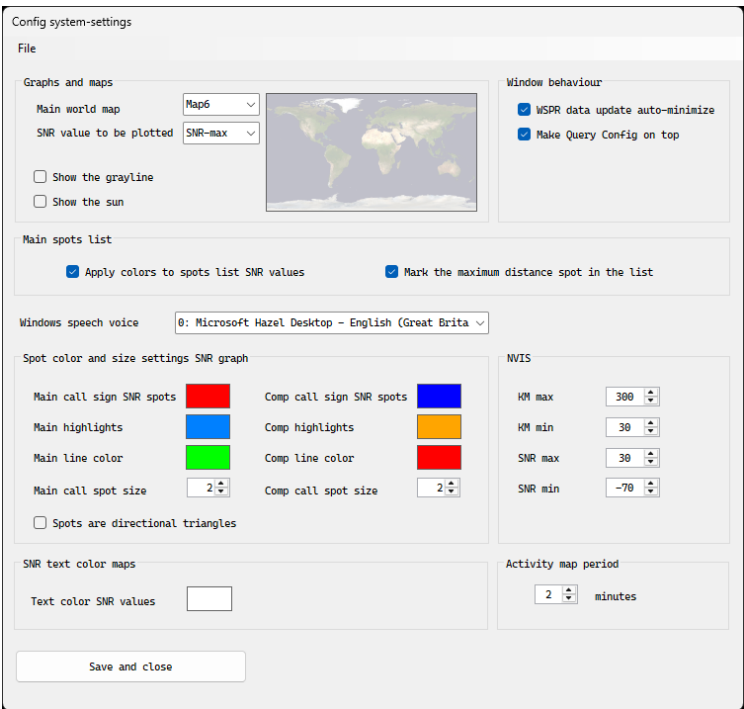 Config system-settings
File
Graphs and maps
Main world map
Map6
SNR value to be plotted
SNR-max
Show the grayline
Show the sun
Window behaviour
WSPR data update auto-minimize
Make Query Config on top
Main spots list
Apply colors to spots list SNR values
Mark the maximum distance spot in the list
Windows speech voice
0: Microsoft Hazel Desktop - English (Great Brita
Spot color and size settings SNR graph
Main call sign SNR spots
Comp call sign SNR spots
Main highlights
Comp highlights
Main line color
Comp line color
Main call spot size
2
Comp call spot size
2
Spots are directional triangles
NVIS
KM max
300
KM min
30
SNR max
30
SNR min
-70
SNR text color maps
Text color SNR values
Activity map period
2
minutes
Save and close